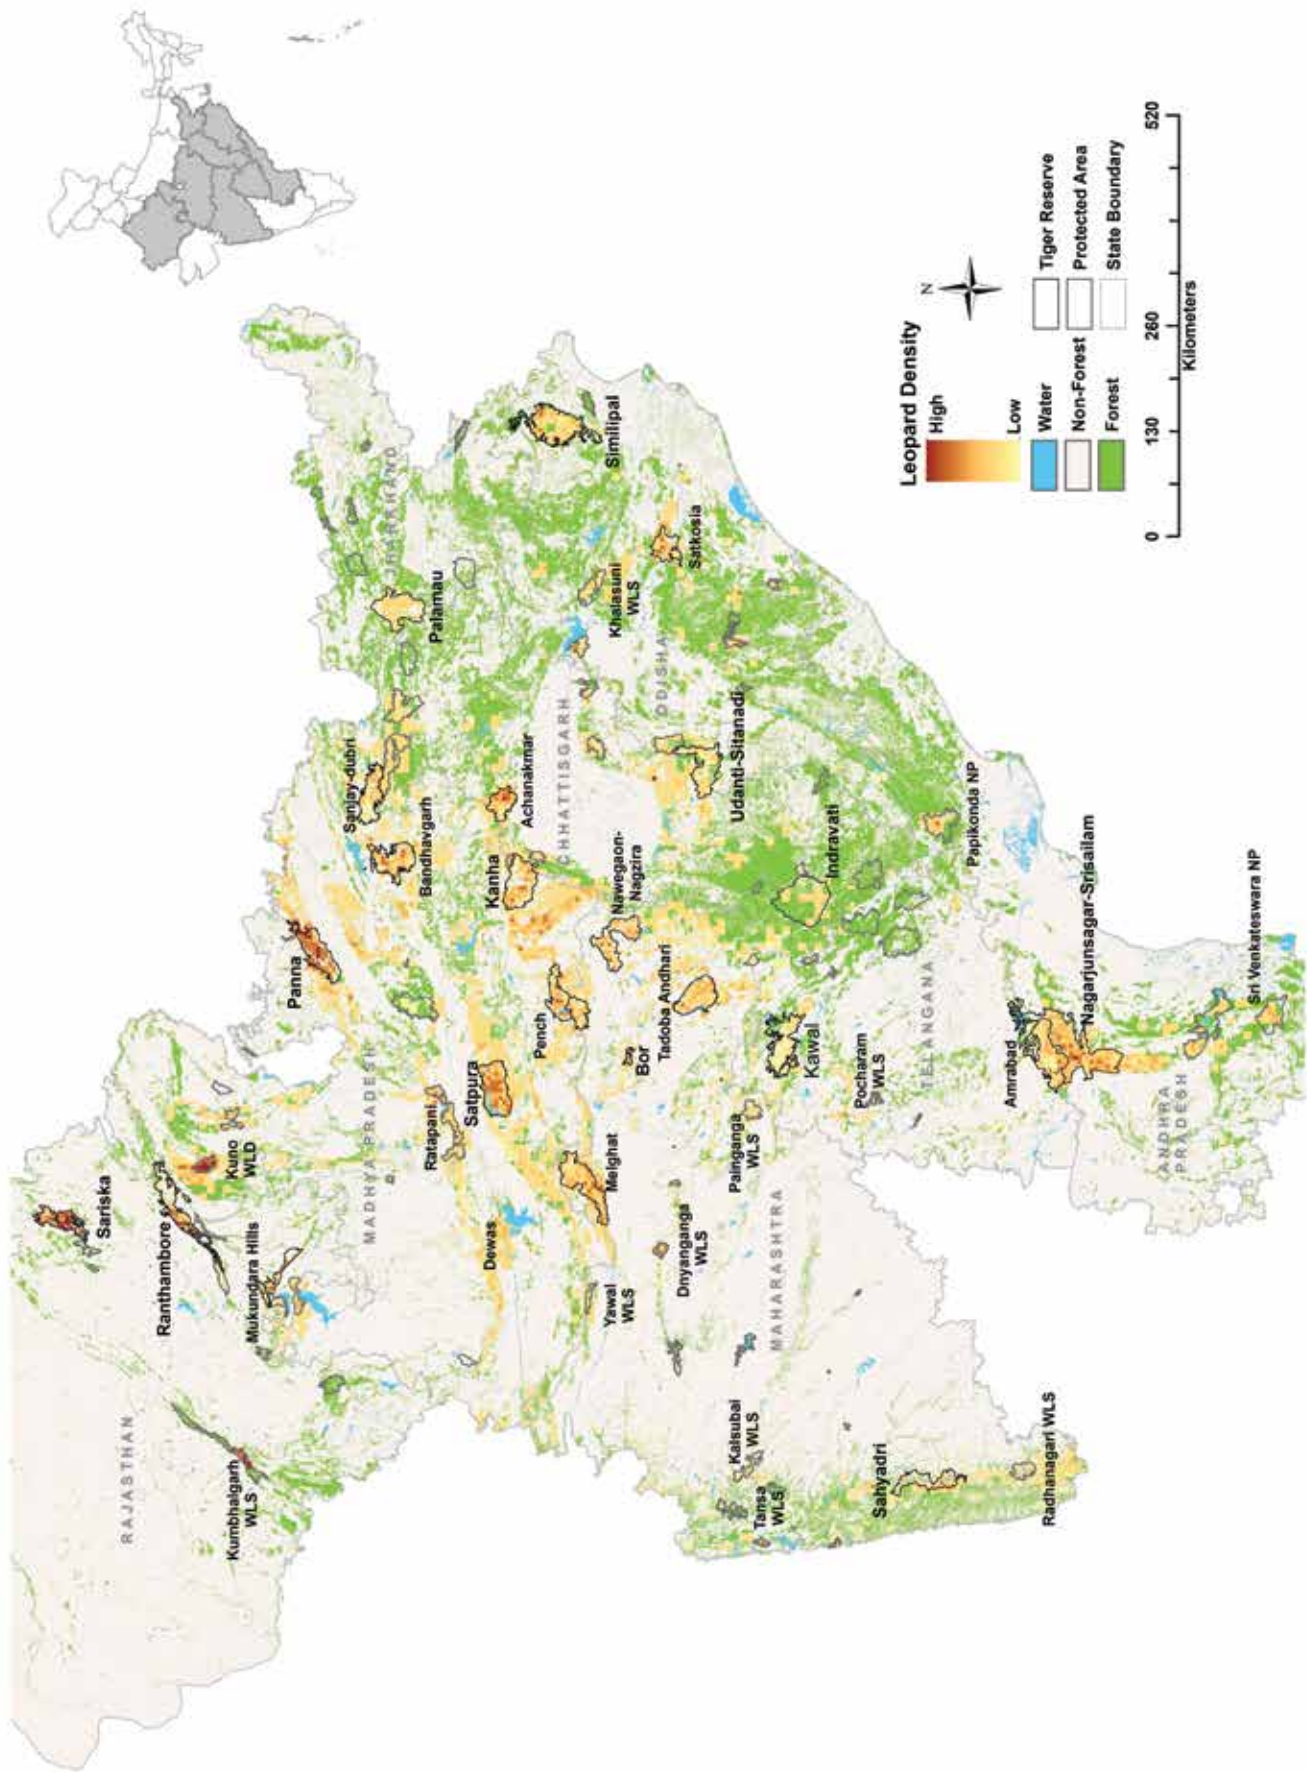 RAJASTHAN
Sariska
Ranthambore
Kuno
WLD
Mukundara Hills
Kumbhalgarh
WLS
MADHYA PRADESH
Panna
Sanjay-dubri
Bandhavgarh
Ratapani
Satpura
Dewas
Kanha
Achanakmar
Palamau
JHARKHAND
Similipal
Satkosia
Khalasuni
WLS
ODISHA
CHHATTISGARH
Udanti-Sitanadi
Nawegaon-
Nagzira
Pench
Bor
Tadoba Andhari
Melghat
Yawal
WLS
Dnyanganga
WLS
Painganga
WLS
MAHARASHTRA
Kalsubai
WLS
Tansa
WLS
Sahyadri
Radhanagari WLS
Kawal
Pocharam
WLS
TELANGANA
Indravati
Papikonda NP
Amrabad
Nagarjunsagar-Srisailam
Sri Venkateswara NP
ANDHRA
PRADESH
N
Leopard Density
High
Low
Water
Non-Forest
Forest
Tiger Reserve
Protected Area
State Boundary
0 130 260 520
Kilometers